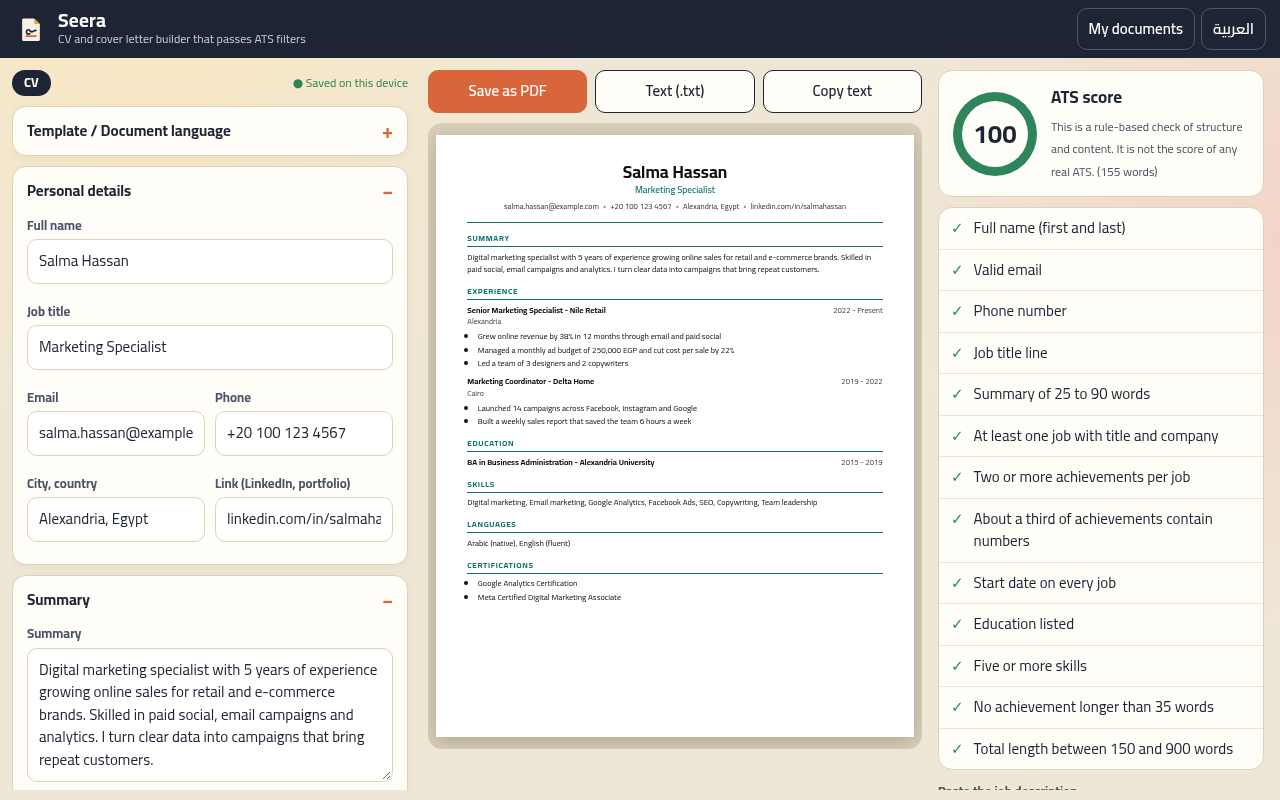 Seera
CV and cover letter builder that passes ATS filters
My documents
العربية
CV
Saved on this device
Template / Document language
+
Personal details
–
Full name
Salma Hassan
Job title
Marketing Specialist
Email
Phone
salma.hassan@example
+20 100 123 4567
City, country
Link (LinkedIn, portfolio)
Alexandria, Egypt
linkedin.com/in/salmaha
Summary
–
Summary
Digital marketing specialist with 5 years of experience
growing online sales for retail and e-commerce
brands. Skilled in paid social, email campaigns and
analytics. I turn clear data into campaigns that bring
repeat customers.
Save as PDF
Text (.txt)
Copy text
Salma Hassan
Marketing Specialist
salma.hassan@example.com • +20 100 123 4567 • Alexandria, Egypt • linkedin.com/in/salmahassan
SUMMARY
Digital marketing specialist with 5 years of experience growing online sales for retail and e-commerce brands. Skilled in
paid social, email campaigns and analytics. I turn clear data into campaigns that bring repeat customers.
EXPERIENCE
Senior Marketing Specialist - Nile Retail 2022 - Present
Alexandria
• Grew online revenue by 38% in 12 months through email and paid social
• Managed a monthly ad budget of 250,000 EGP and cut cost per sale by 22%
• Led a team of 3 designers and 2 copywriters
Marketing Coordinator - Delta Home 2019 - 2022
Cairo
• Launched 14 campaigns across Facebook, Instagram and Google
• Built a weekly sales report that saved the team 6 hours a week
EDUCATION
BA in Business Administration - Alexandria University 2015 - 2019
SKILLS
Digital marketing, Email marketing, Google Analytics, Facebook Ads, SEO, Copywriting, Team leadership
LANGUAGES
Arabic (native), English (fluent)
CERTIFICATIONS
• Google Analytics Certification
• Meta Certified Digital Marketing Associate
100
ATS score
This is a rule-based check of structure
and content. It is not the score of any
real ATS. (155 words)
✓ Full name (first and last)
✓ Valid email
✓ Phone number
✓ Job title line
✓ Summary of 25 to 90 words
✓ At least one job with title and company
✓ Two or more achievements per job
✓ About a third of achievements contain
numbers
✓ Start date on every job
✓ Education listed
✓ Five or more skills
✓ No achievement longer than 35 words
✓ Total length between 150 and 900 words
Paste the job description